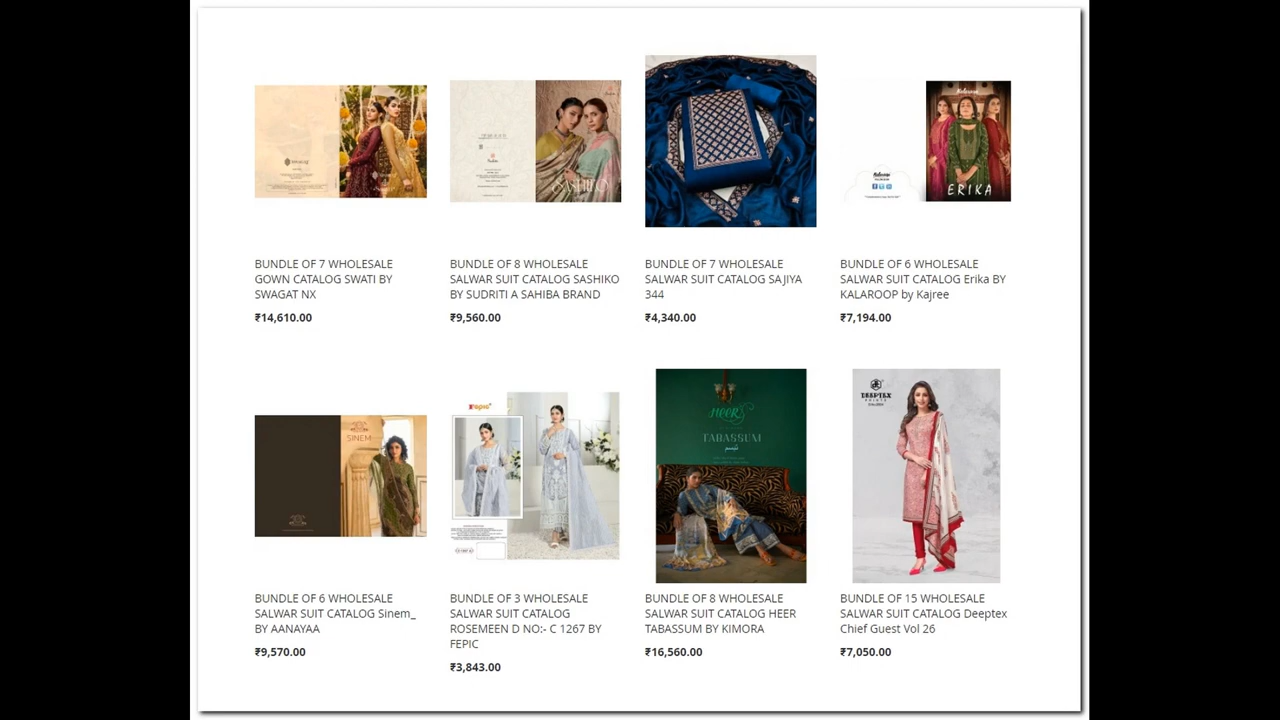 SASHIKO
Kalaroop
Kalaroop
ERIKA
BUNDLE OF 7 WHOLESALE
GOWN CATALOG SWATI BY
SWAGAT NX
₹14,610.00
BUNDLE OF 8 WHOLESALE
SALWAR SUIT CATALOG SASHIKO
BY SUDRITI A SAHIBA BRAND
₹9,560.00
BUNDLE OF 7 WHOLESALE
SALWAR SUIT CATALOG SAJIYA
344
₹4,340.00
BUNDLE OF 6 WHOLESALE
SALWAR SUIT CATALOG Erika BY
KALAROOP by Kajree
₹7,194.00
SINEM
Fepic
HEER
TABASSUM
DEEPTEX
PRINTS
BUNDLE OF 6 WHOLESALE
SALWAR SUIT CATALOG Sinem_
BY AANAYAA
₹9,570.00
BUNDLE OF 3 WHOLESALE
SALWAR SUIT CATALOG
ROSEMEEN D NO:- C 1267 BY
FEPIC
₹3,843.00
BUNDLE OF 8 WHOLESALE
SALWAR SUIT CATALOG HEER
TABASSUM BY KIMORA
₹16,560.00
BUNDLE OF 15 WHOLESALE
SALWAR SUIT CATALOG Deeptex
Chief Guest Vol 26
₹7,050.00